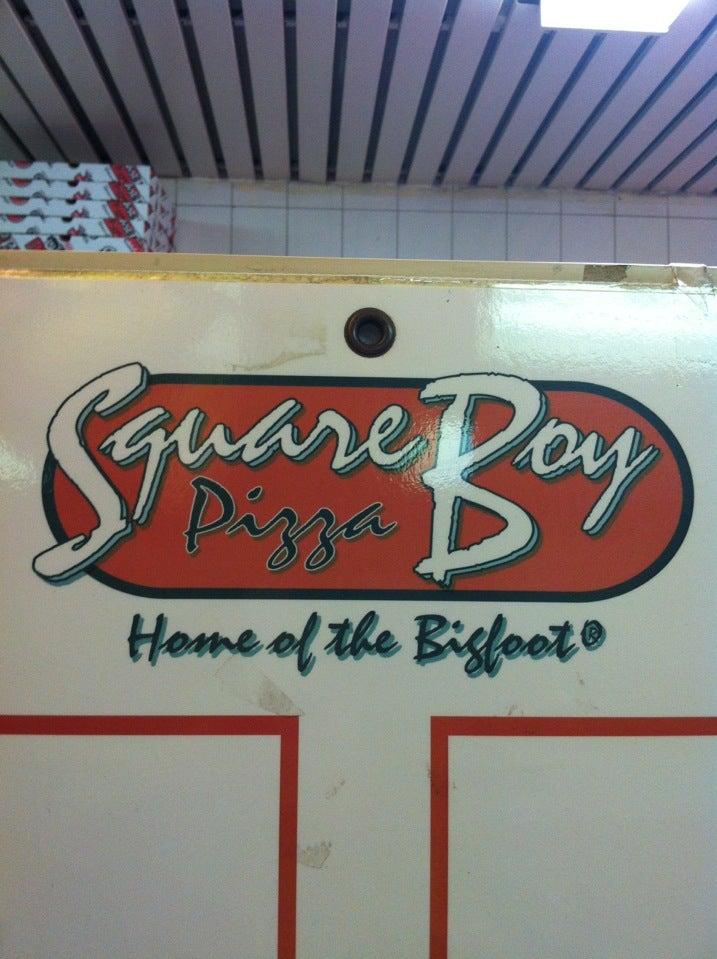 Square Boy
Pizza
Home of the Bigfoot®